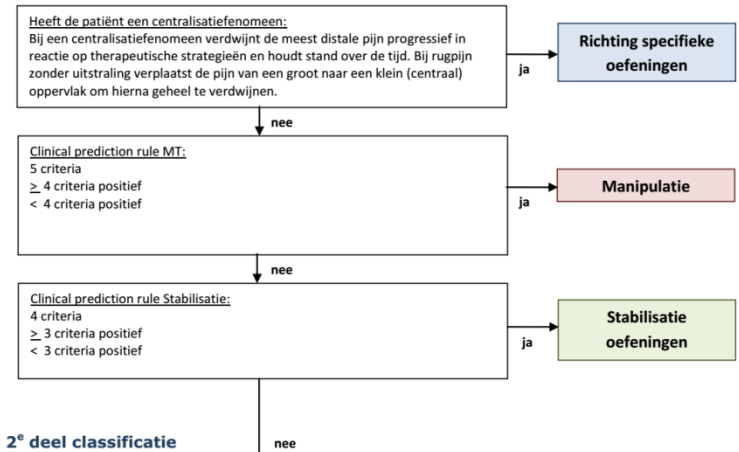 Heeft de patiënt een centralisatiefenomeen:
Bij een centralisatiefenomeen verdwijnt de meest distale pijn progressief in
reactie op therapeutische strategieën en houdt stand over de tijd. Bij rugpijn
zonder uitstraling verplaatst de pijn van een groot naar een klein (centraal)
oppervlak om hierna geheel te verdwijnen.
ja
Richting specifieke
oefeningen
nee
Clinical prediction rule MT:
5 criteria
≥ 4 criteria positief
< 4 criteria positief
ja
Manipulatie
nee
Clinical prediction rule Stabilisatie:
4 criteria
≥ 3 criteria positief
< 3 criteria positief
ja
Stabilisatie
oefeningen
2e deel classificatie
nee